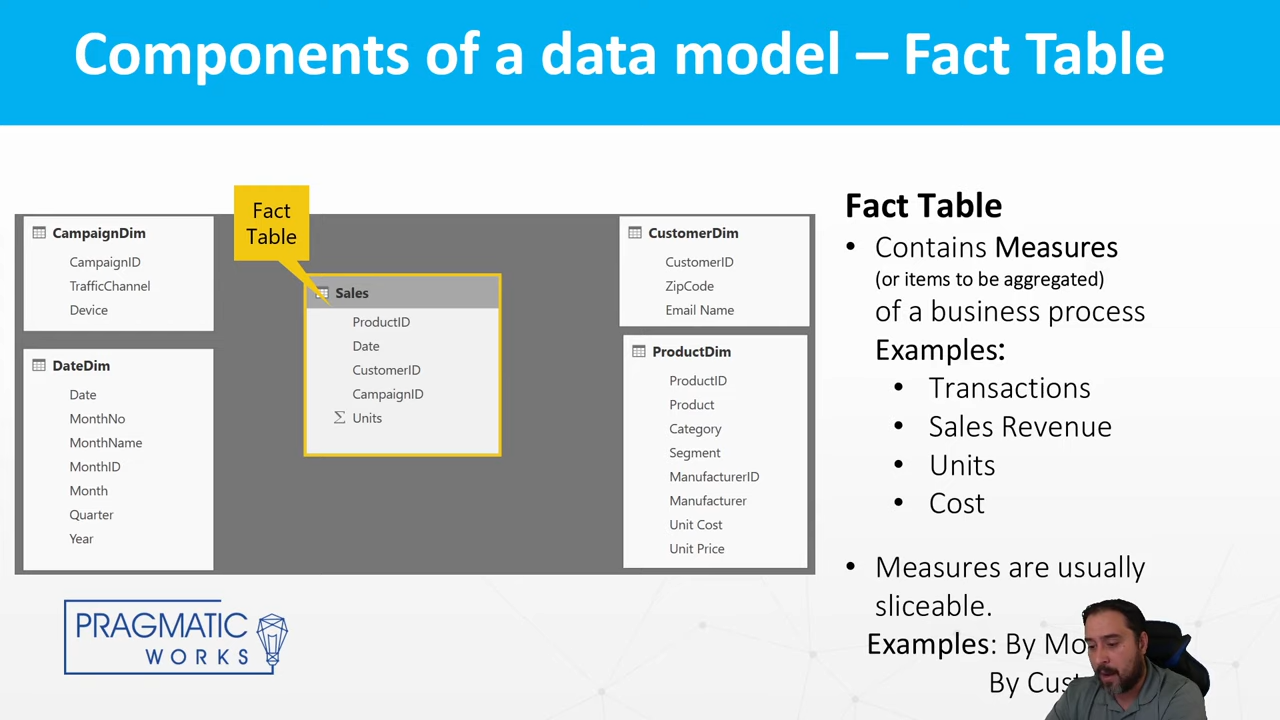 Components of a data model – Fact Table
Fact
Table
CampaignDim
CampaignID
TrafficChannel
Device
DateDim
Date
MonthNo
MonthName
MonthID
Month
Quarter
Year
Sales
ProductID
Date
CustomerID
CampaignID
Σ Units
CustomerDim
CustomerID
ZipCode
Email Name
ProductDim
ProductID
Product
Category
Segment
ManufacturerID
Manufacturer
Unit Cost
Unit Price
Fact Table
• Contains Measures
(or items to be aggregated)
of a business process
Examples:
• Transactions
• Sales Revenue
• Units
• Cost
• Measures are usually
sliceable.
Examples: By
By
PRAGMATIC
WORKS